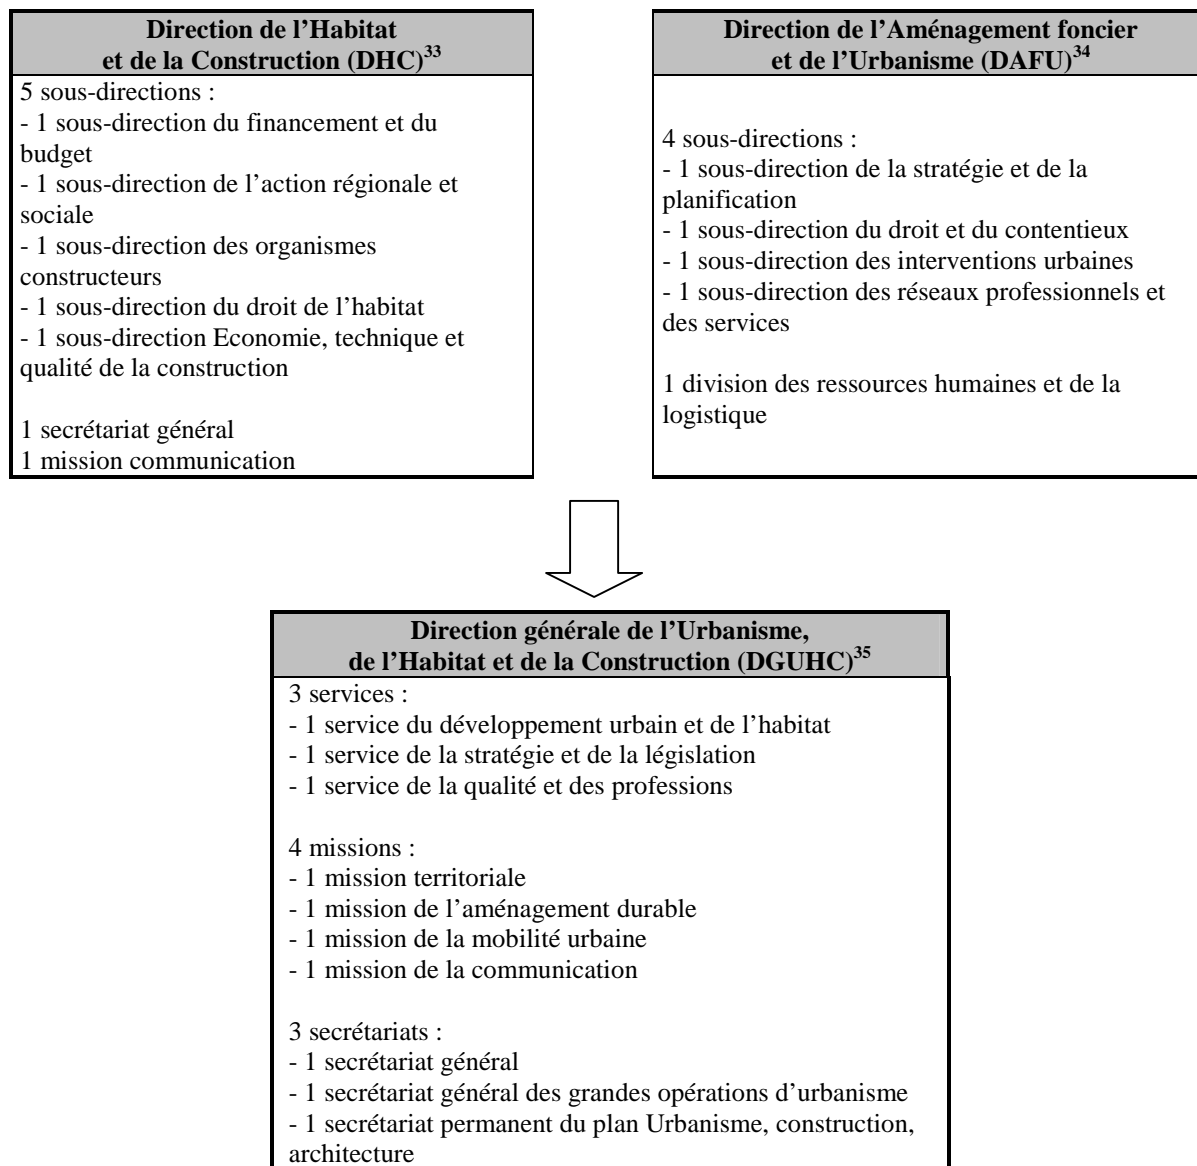 Direction de l’Habitat
et de la Construction (DHC)33
5 sous-directions :
- 1 sous-direction du financement et du
budget
- 1 sous-direction de l’action régionale et
sociale
- 1 sous-direction des organismes
constructeurs
- 1 sous-direction du droit de l’habitat
- 1 sous-direction Economie, technique et
qualité de la construction
1 secrétariat général
1 mission communication
Direction de l’Aménagement foncier
et de l’Urbanisme (DAFU)34
4 sous-directions :
- 1 sous-direction de la stratégie et de la
planification
- 1 sous-direction du droit et du contentieux
- 1 sous-direction des interventions urbaines
- 1 sous-direction des réseaux professionnels et
des services
1 division des ressources humaines et de la
logistique
Direction générale de l’Urbanisme,
de l’Habitat et de la Construction (DGUHC)35
3 services :
- 1 service du développement urbain et de l’habitat
- 1 service de la stratégie et de la législation
- 1 service de la qualité et des professions
4 missions :
- 1 mission territoriale
- 1 mission de l’aménagement durable
- 1 mission de la mobilité urbaine
- 1 mission de la communication
3 secrétariats :
- 1 secrétariat général
- 1 secrétariat général des grandes opérations d’urbanisme
- 1 secrétariat permanent du plan Urbanisme, construction,
architecture